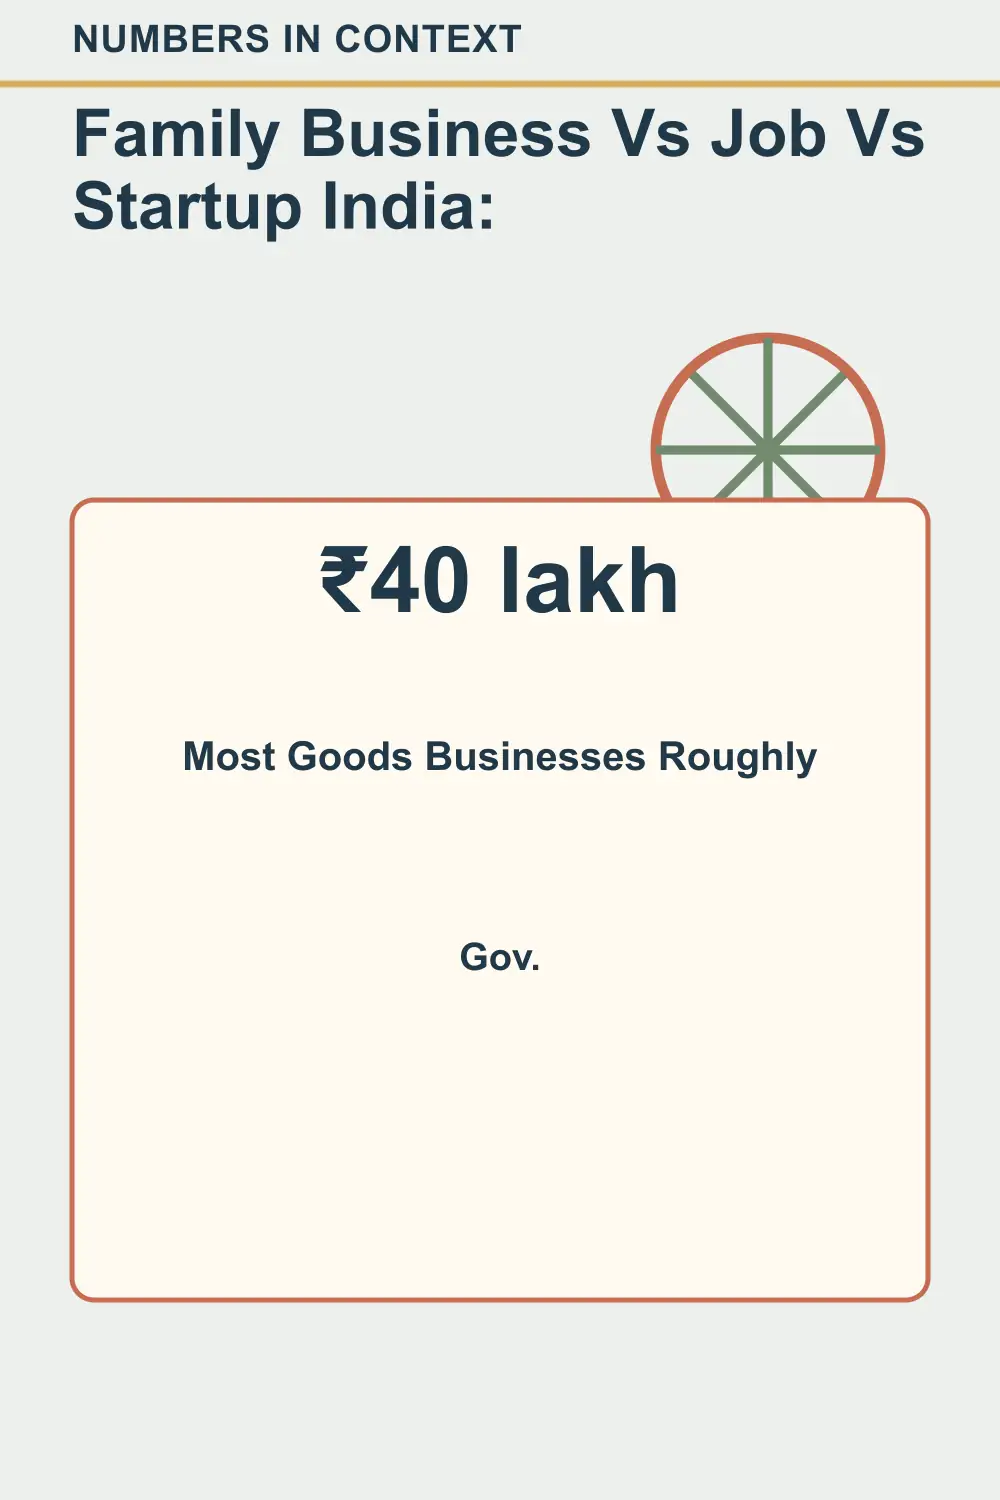 NUMBERS IN CONTEXT
Family Business Vs Job Vs
Startup India:
₹40 lakh
Most Goods Businesses Roughly
Gov.